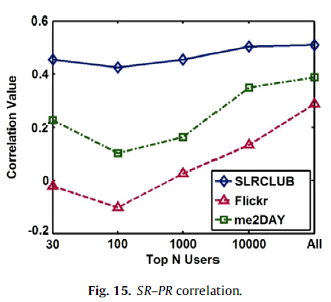 0.6
0.4
0.2
0
-0.2
Correlation Value
30 100 1000 10000 All
Top N Users
SLRCLUB
Flickr
me2DAY
Fig. 15. SR–PR correlation.